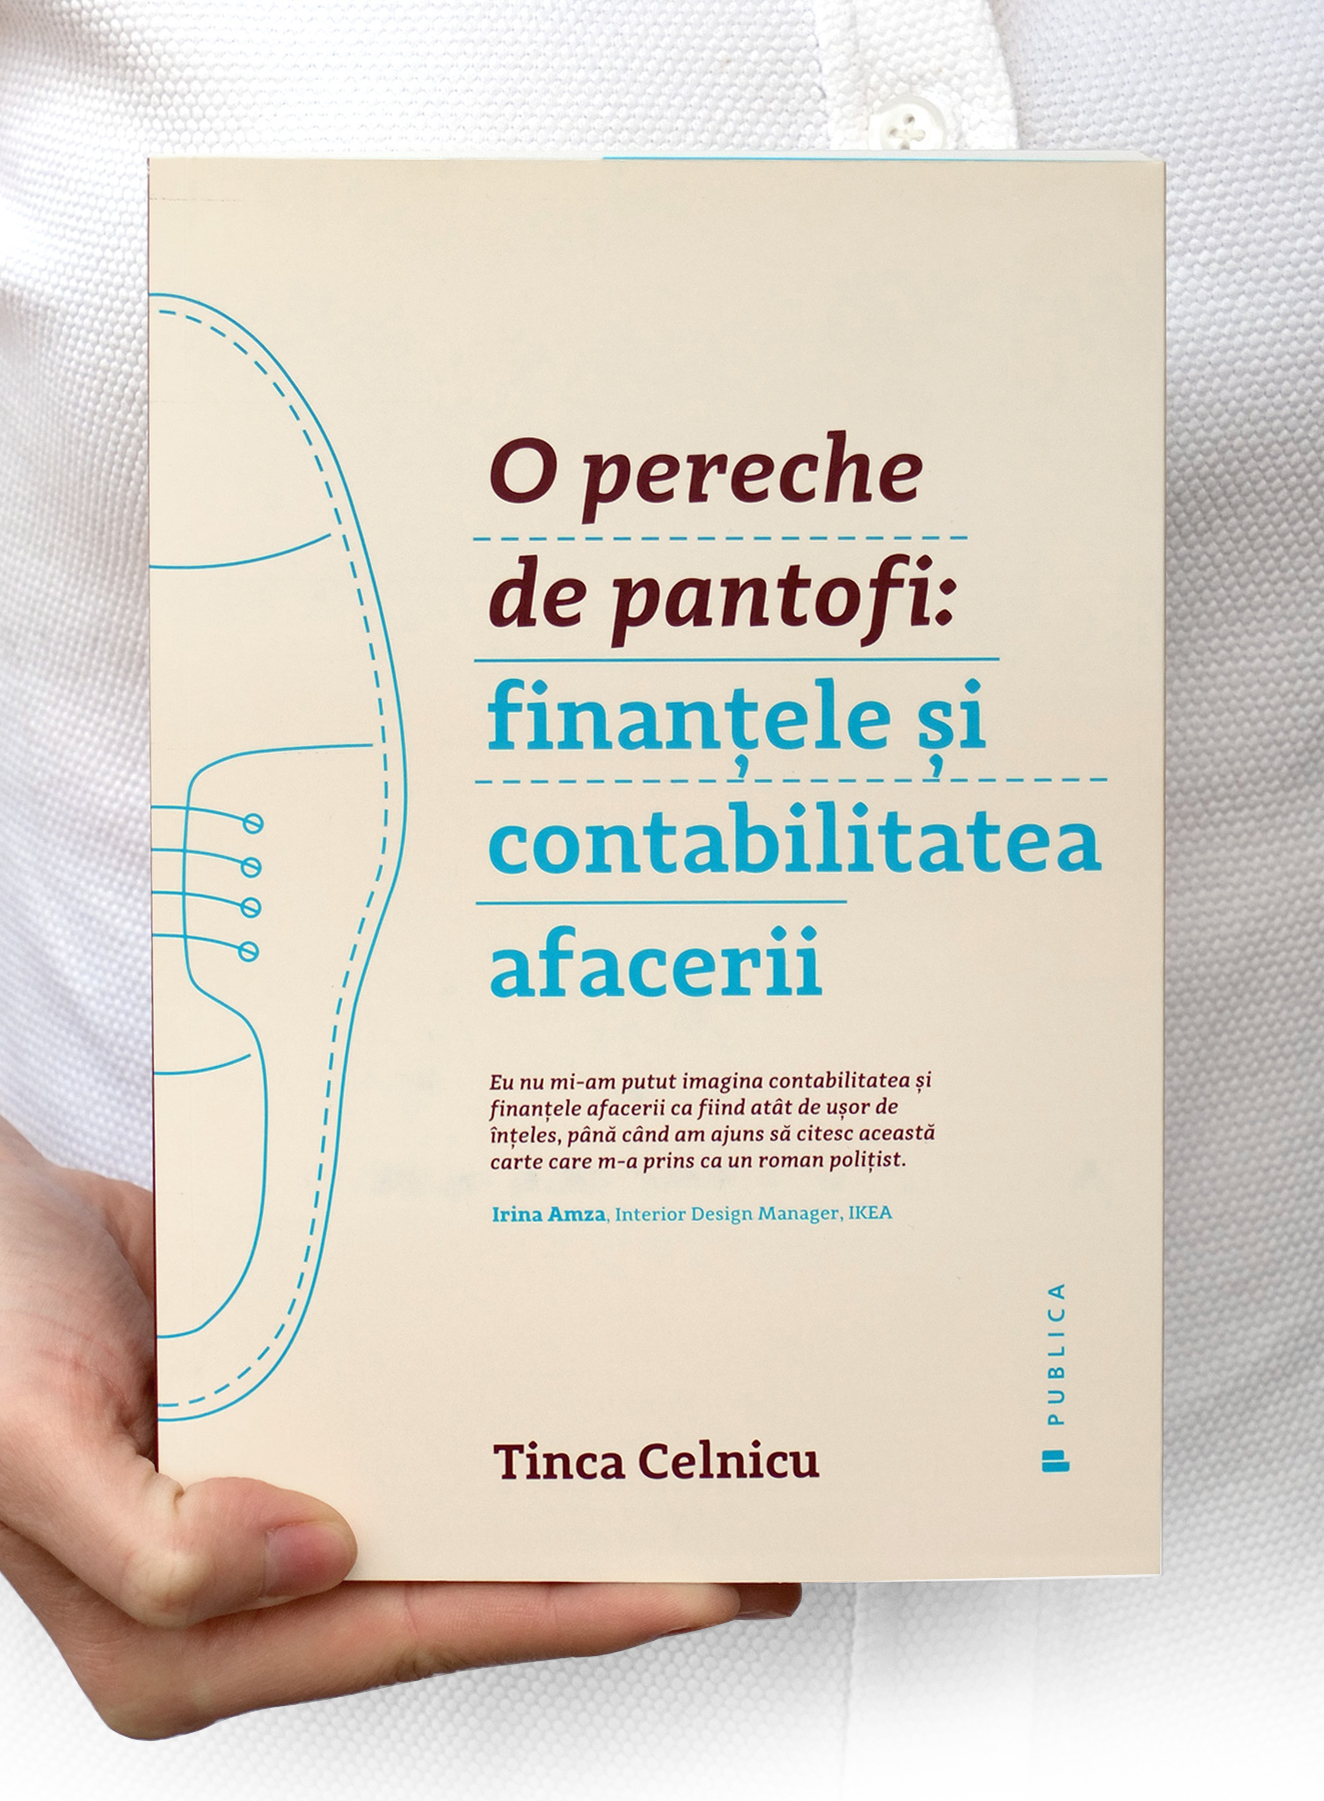 O pereche
de pantofi:
finanțele și
contabilitatea
afacerii
Eu nu mi-am putut imagina contabilitatea și
finanțele afacerii ca fiind atât de ușor de
înțeles, până când am ajuns să citesc această
carte care m-a prins ca un roman polițist.
Irina Amza, Interior Design Manager, IKEA
PUBLICA
Tinca Celnicu